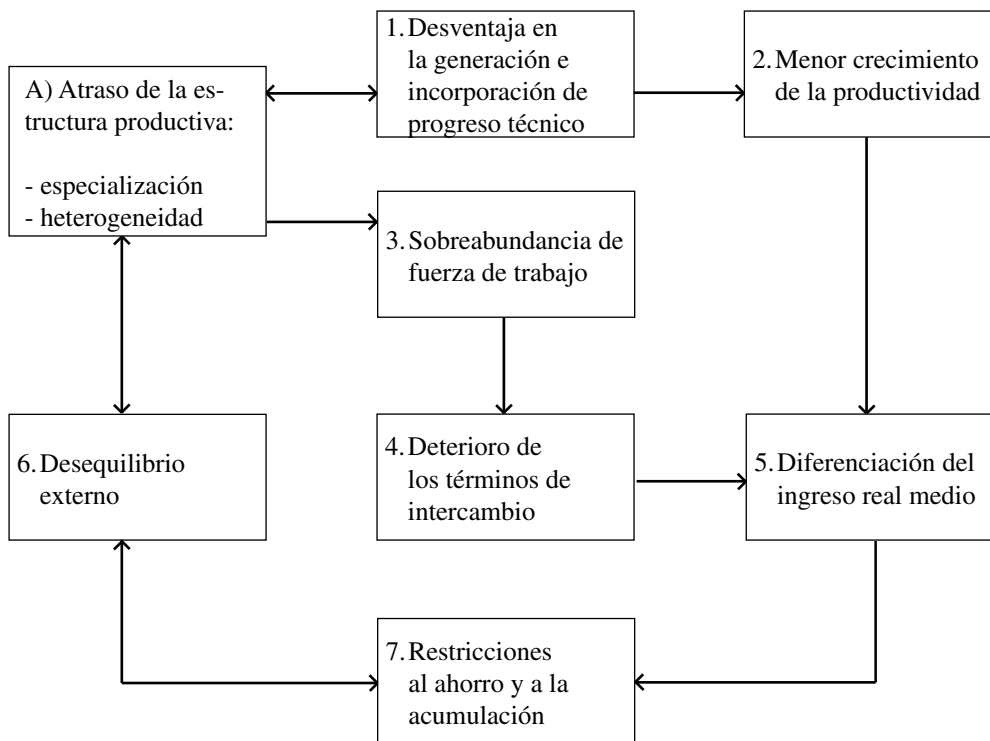 1. Desventaja en
la generación e
incorporación de
progreso técnico
2. Menor crecimiento
de la productividad
A) Atraso de la es-
tructura productiva:
- especialización
- heterogeneidad
3. Sobreabundancia de
fuerza de trabajo
6. Desequilibrio
externo
4. Deterioro de
los términos de
intercambio
5. Diferenciación del
ingreso real medio
7. Restricciones
al ahorro y a la
acumulación